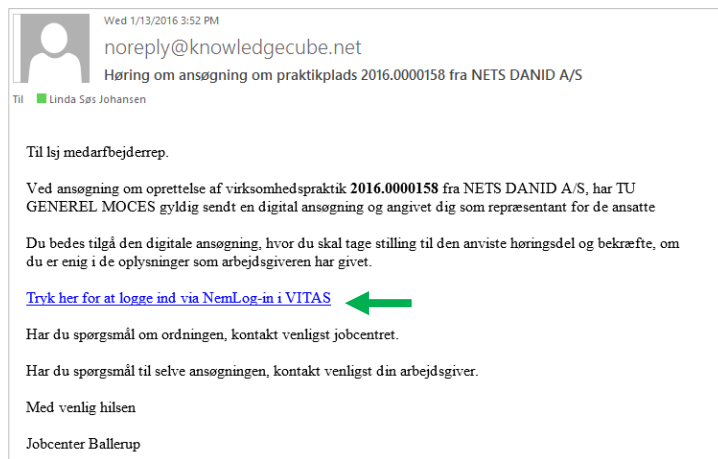 Wed 1/13/2016 3:52 PM
noreply@knowledgecube.net
Høring om ansøgning om praktikplads 2016.0000158 fra NETS DANID A/S
Til Linda Søs Johansen
Til lsj medarfbejderrep.
Ved ansøgning om oprettelse af virksomhedspraktik 2016.0000158 fra NETS DANID A/S, har TU
GENEREL MOCES gyldig sendt en digital ansøgning og angivet dig som repræsentant for de ansatte
Du bedes tilgå den digitale ansøgning, hvor du skal tage stilling til den anviste høringsdel og bekræfte, om
du er enig i de oplysninger som arbejdsgiveren har givet.
Tryk her for at logge ind via NemLog-in i VITAS
Har du spørgsmål om ordningen, kontakt venligst jobcentret.
Har du spørgsmål til selve ansøgningen, kontakt venligst din arbejdsgiver.
Med venlig hilsen
Jobcenter Ballerup